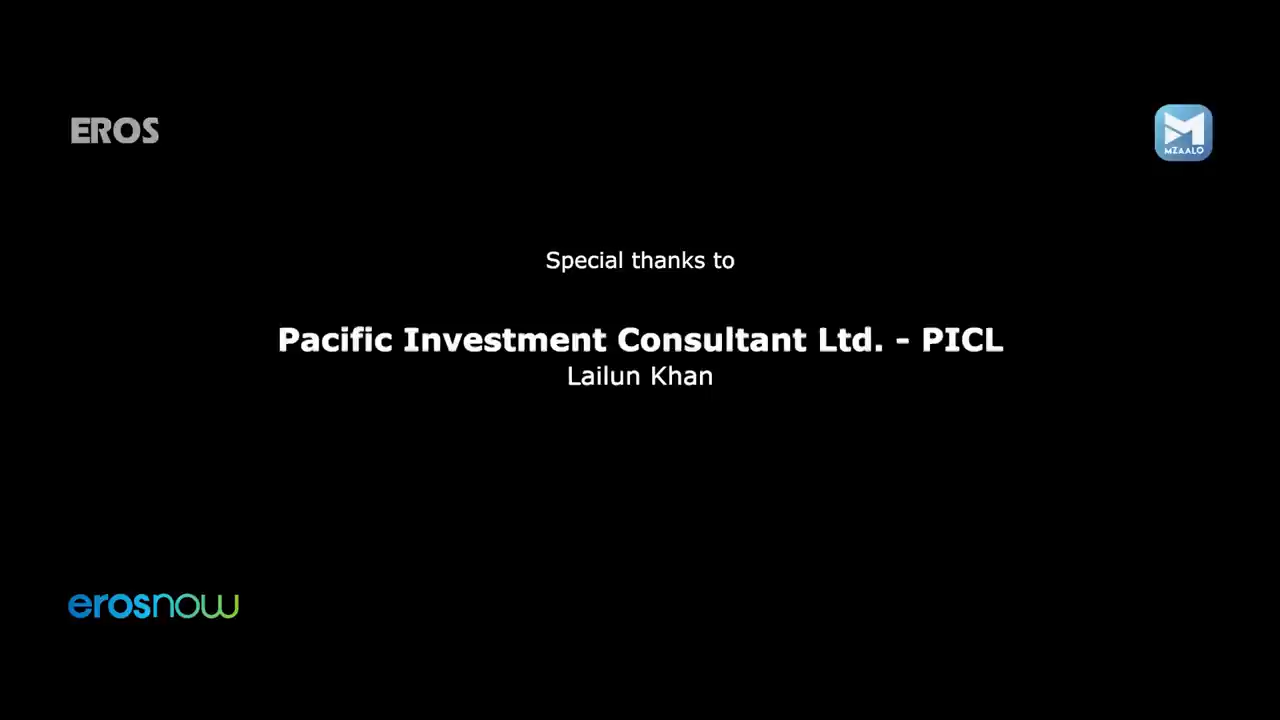 EROS
MZAALO
Special thanks to
Pacific Investment Consultant Ltd. - PICL
Lailun Khan
erosnow